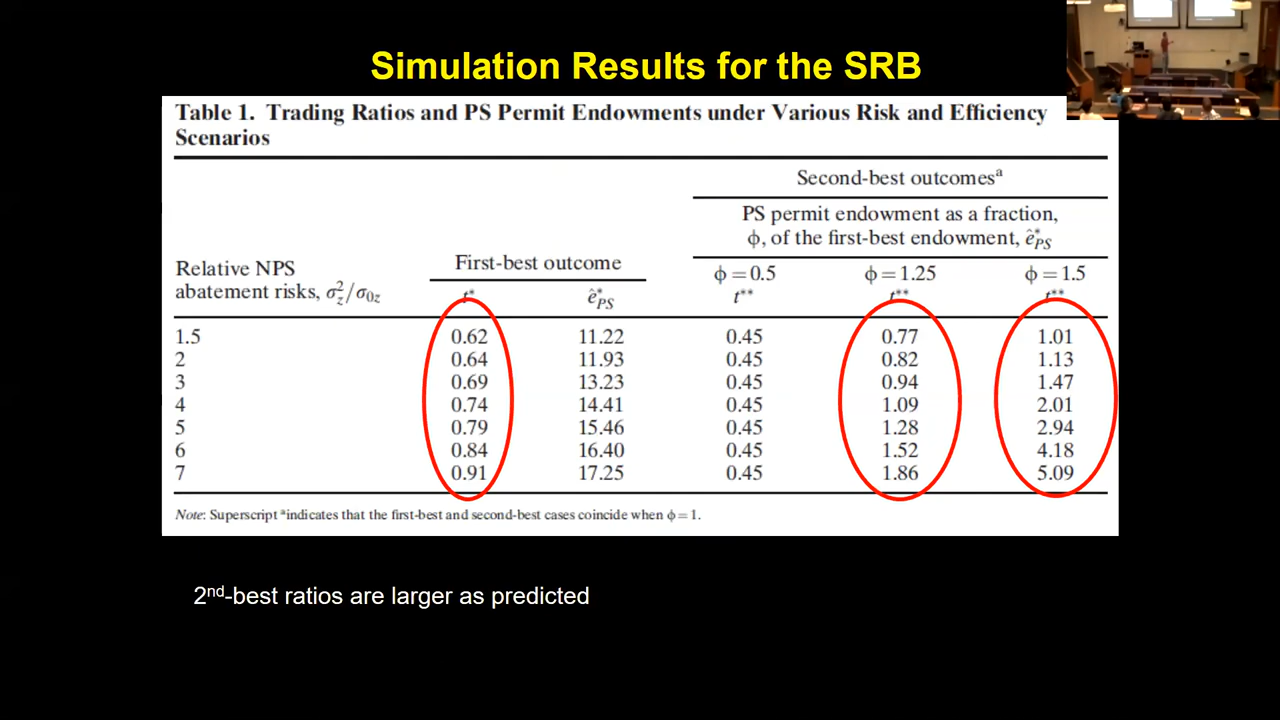 Simulation Results for the SRB
Table 1. Trading Ratios and PS Permit Endowments under Various Risk and Efficiency
Scenarios
Second-best outcomesᵃ
PS permit endowment as a fraction,
ϕ, of the first-best endowment, ê*PS
Relative NPS
abatement risks, σ²z/σ0z
First-best outcome
ϕ = 0.5 ϕ = 1.25 ϕ = 1.5
t* ê*PS t** t** t**
1.5 0.62 11.22 0.45 0.77 1.01
2 0.64 11.93 0.45 0.82 1.13
3 0.69 13.23 0.45 0.94 1.47
4 0.74 14.41 0.45 1.09 2.01
5 0.79 15.46 0.45 1.28 2.94
6 0.84 16.40 0.45 1.52 4.18
7 0.91 17.25 0.45 1.86 5.09
Note: Superscript ᵃindicates that the first-best and second-best cases coincide when ϕ = 1.
2nd-best ratios are larger as predicted